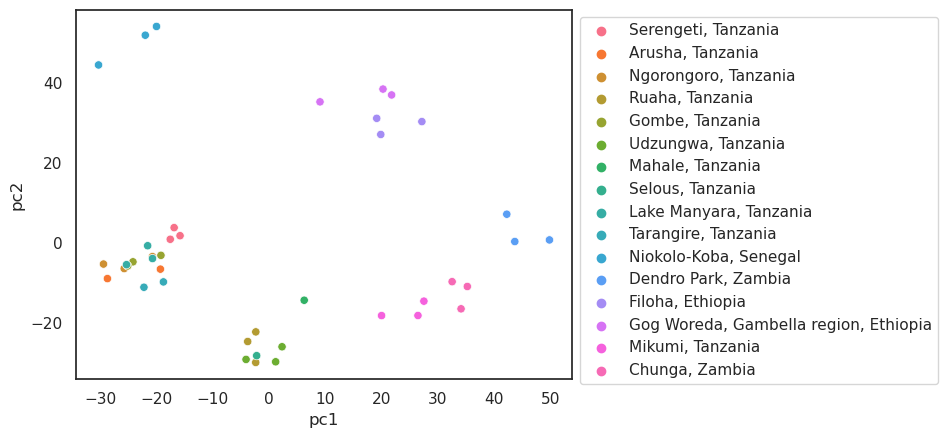 40
20
0
−20
pc2
−30
−20
−10
0
10
20
30
40
50
pc1
Serengeti, Tanzania
Arusha, Tanzania
Ngorongoro, Tanzania
Ruaha, Tanzania
Gombe, Tanzania
Udzungwa, Tanzania
Mahale, Tanzania
Selous, Tanzania
Lake Manyara, Tanzania
Tarangire, Tanzania
Niokolo-Koba, Senegal
Dendro Park, Zambia
Filoha, Ethiopia
Gog Woreda, Gambella region, Ethiopia
Mikumi, Tanzania
Chunga, Zambia